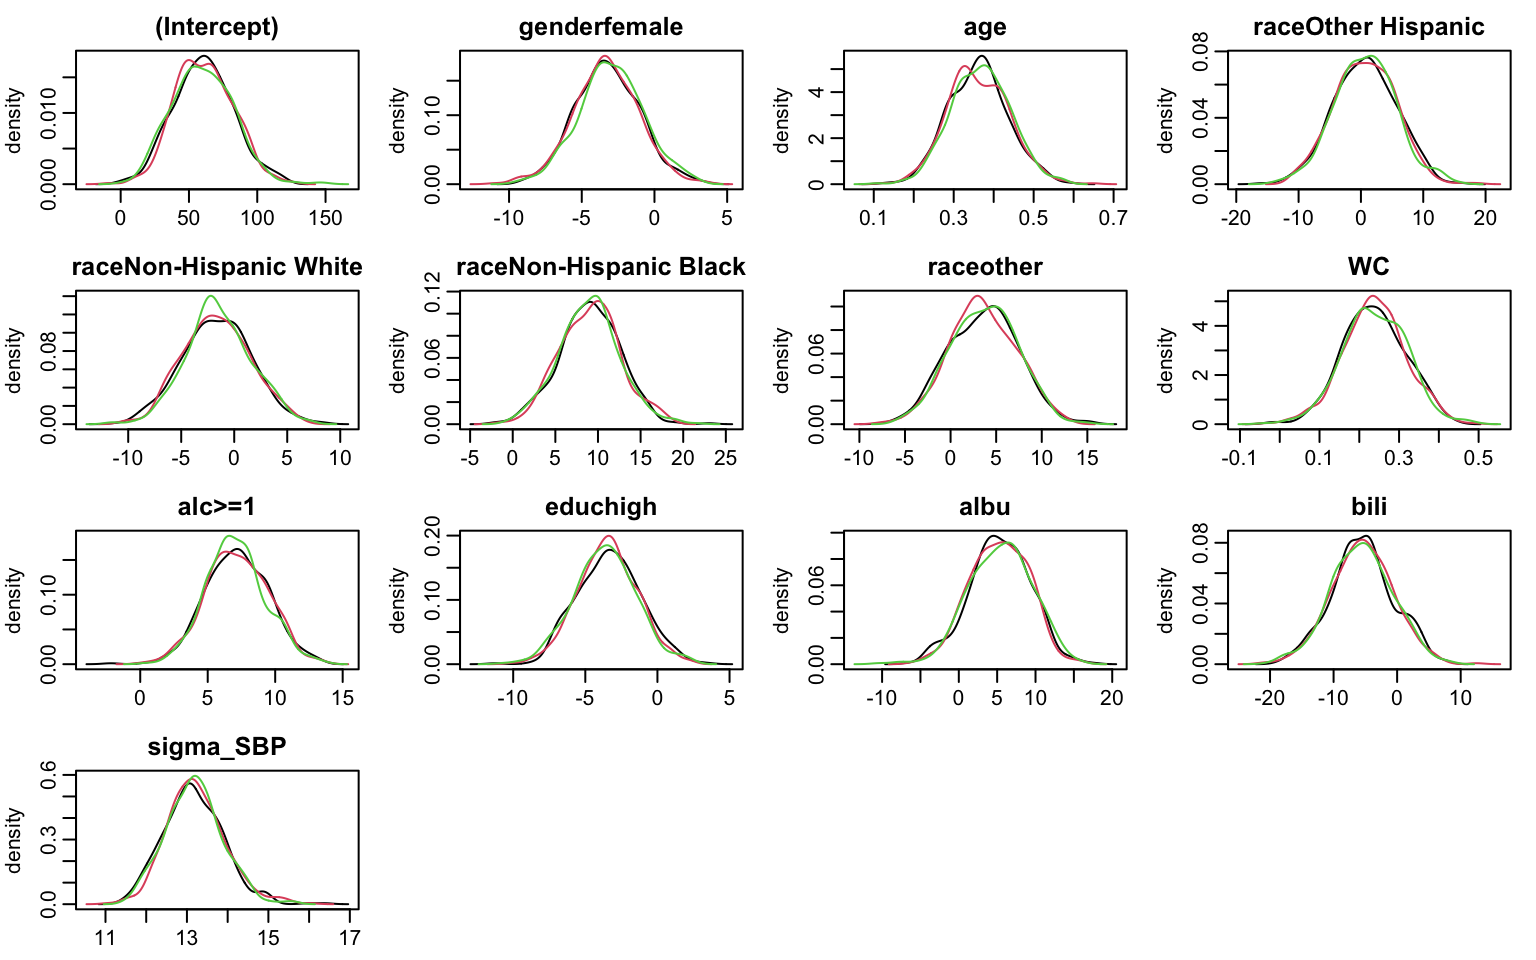 (Intercept) genderfemale age raceOther Hispanic
density 0.000 0.010 density 0.00 0.10 density 0 2 4 density 0.00 0.04 0.08
0 50 100 150 -10 -5 0 5 0.1 0.3 0.5 0.7 -20 -10 0 10 20
raceNon-Hispanic White raceNon-Hispanic Black raceother WC
density 0.00 0.08 density 0.00 0.06 0.12 density 0.00 0.06 density 0 2 4
-10 -5 0 5 10 -5 0 5 10 15 20 25 -10 -5 0 5 10 15 -0.1 0.1 0.3 0.5
alc>=1 educhigh albu bili
density 0.00 0.10 density 0.00 0.10 0.20 density 0.00 0.06 density 0.00 0.04 0.08
0 5 10 15 -10 -5 0 5 -10 0 5 10 20 -20 -10 0 10
sigma_SBP
density 0.0 0.3 0.6
11 13 15 17